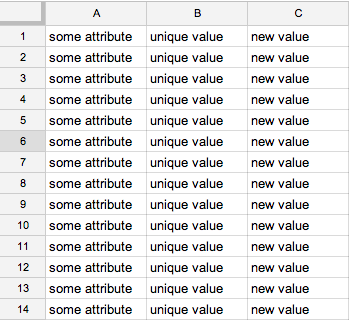 A B C
1 some attribute unique value new value
2 some attribute unique value new value
3 some attribute unique value new value
4 some attribute unique value new value
5 some attribute unique value new value
6 some attribute unique value new value
7 some attribute unique value new value
8 some attribute unique value new value
9 some attribute unique value new value
10 some attribute unique value new value
11 some attribute unique value new value
12 some attribute unique value new value
13 some attribute unique value new value
14 some attribute unique value new value